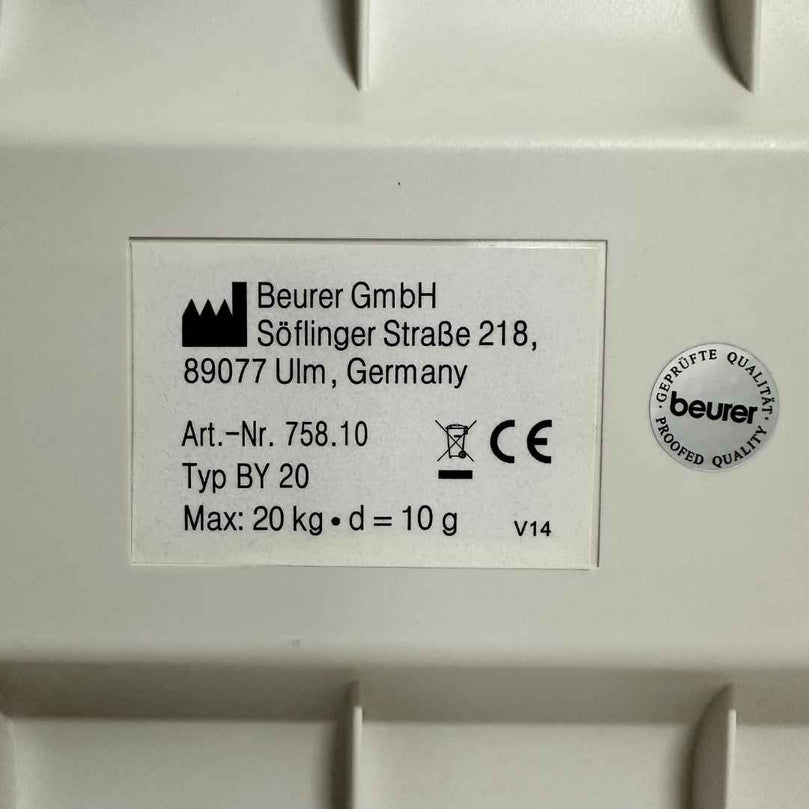 Beurer GmbH
Söflinger Straße 218,
89077 Ulm, Germany
Art.-Nr. 758.10
Typ BY 20
Max: 20 kg • d = 10 g
CE
V14
· GEPRÜFTE QUALITÄT ·
beurer
PROOFED QUALITY